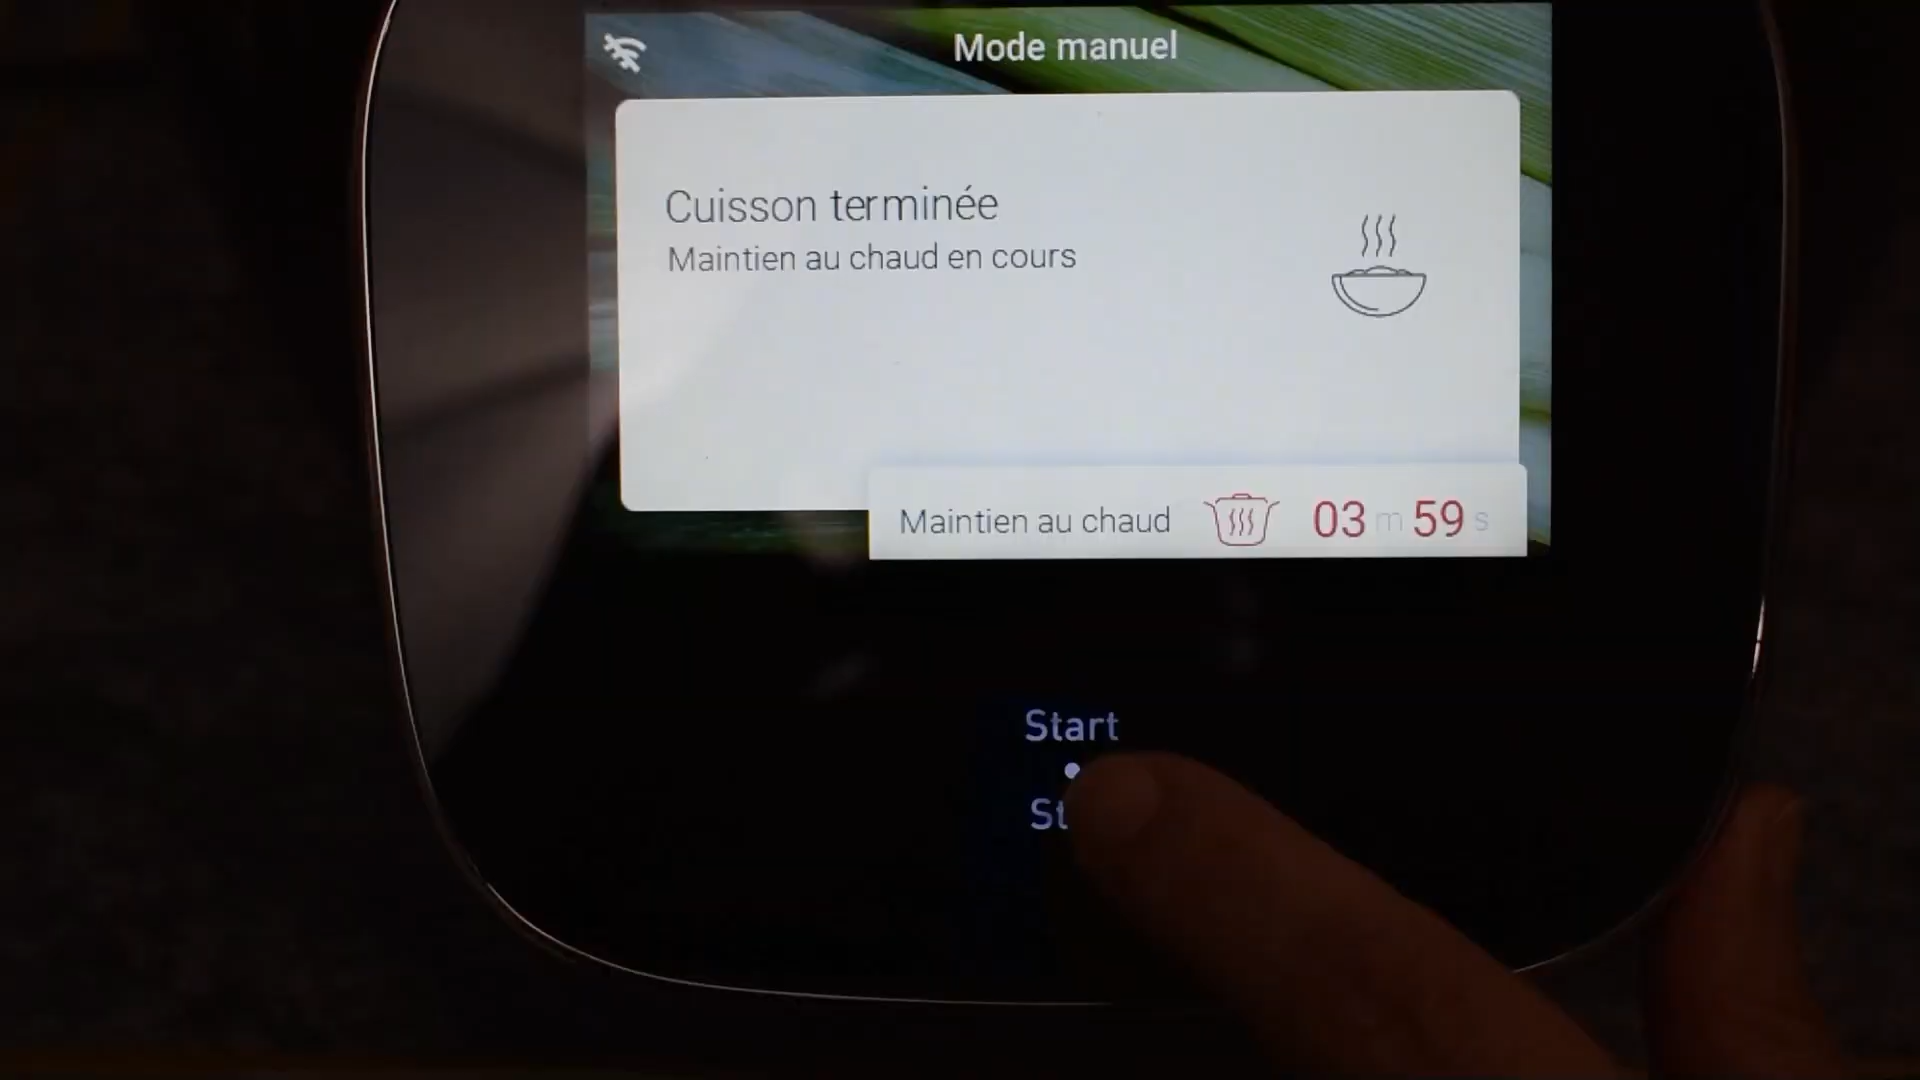 Mode manuel
Cuisson terminée
Maintien au chaud en cours
Maintien au chaud 03 m 59 s
Start